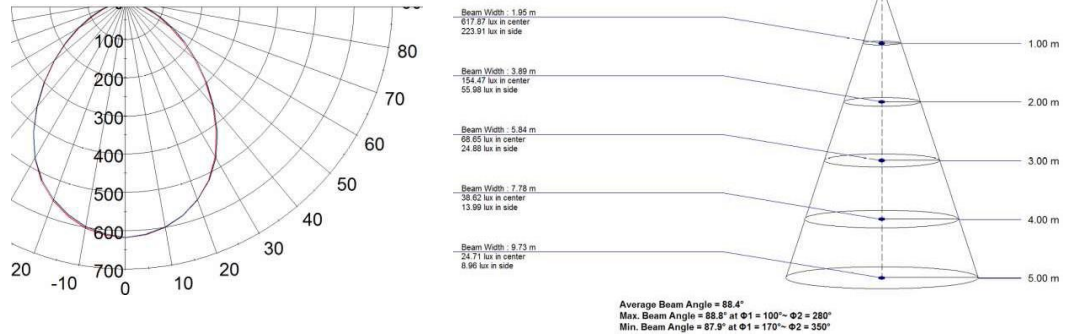 0
90
80
70
60
50
40
30
20
10
0
-10
20
100
200
300
400
500
600
700
Beam Width : 1.95 m
617.87 lux in center
223.91 lux in side
1.00 m
Beam Width : 3.89 m
154.47 lux in center
55.98 lux in side
2.00 m
Beam Width : 5.84 m
68.65 lux in center
24.88 lux in side
3.00 m
Beam Width : 7.78 m
38.62 lux in center
13.99 lux in side
4.00 m
Beam Width : 9.73 m
24.71 lux in center
8.96 lux in side
5.00 m
Average Beam Angle = 88.4°
Max. Beam Angle = 88.8° at Φ1 = 100°~ Φ2 = 280°
Min. Beam Angle = 87.9° at Φ1 = 170°~ Φ2 = 350°